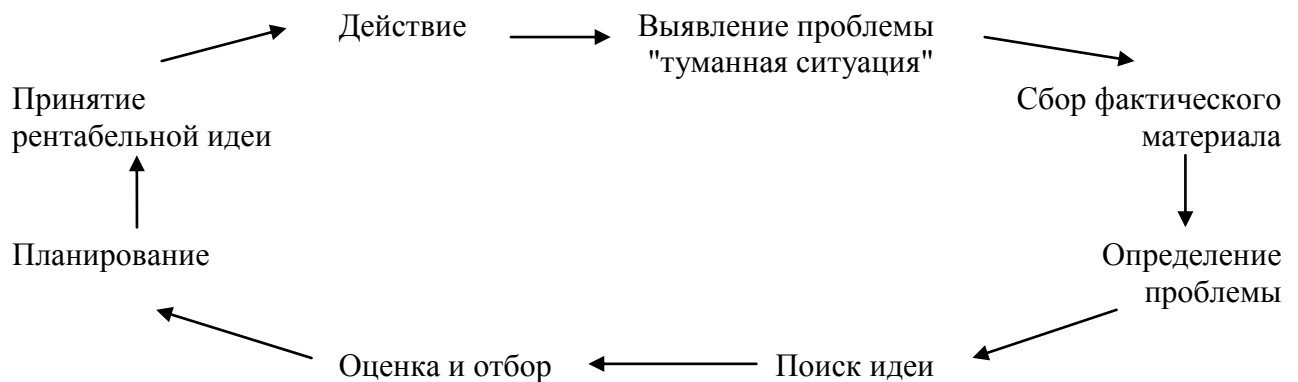 Действие
Выявление проблемы
"туманная ситуация"
Принятие
рентабельной идеи
Сбор фактического
материала
Планирование
Определение
проблемы
Оценка и отбор
Поиск идеи